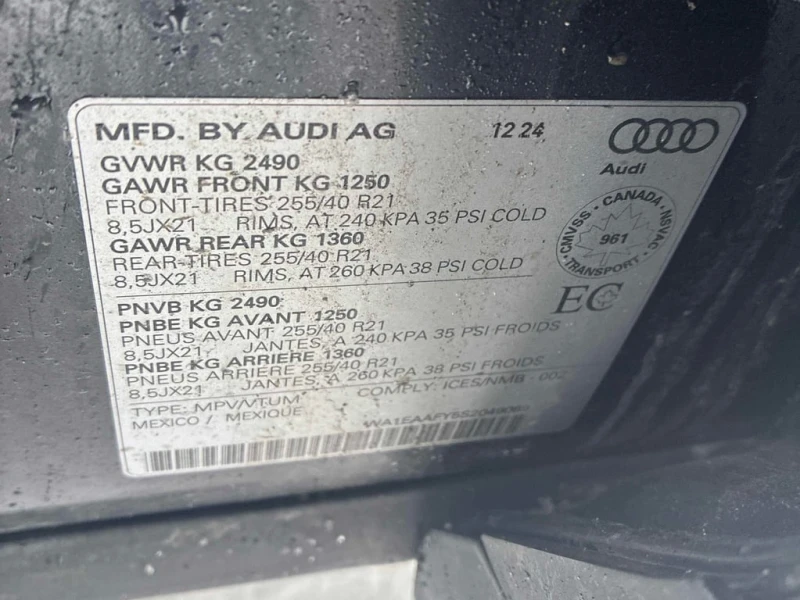 MFD. BY AUDI AG 12.24
Audi
GVWR KG 2490
GAWR FRONT KG 1250
FRONT-TIRES 255/40 R21
8,5JX21 RIMS, AT 240 KPA 35 PSI COLD
GAWR REAR KG 1360
REAR-TIRES 255/40 R21
8,5JX21 RIMS, AT 260 KPA 38 PSI COLD
CMVSS · CANADA · NSVAC · TRANSPORT ·
961
EC
PNVB KG 2490
PNBE KG AVANT 1250
PNEUS AVANT 255/40 R21
8,5JX21 JANTES, A 240 KPA 35 PSI FROIDS
PNBE KG ARRIERE 1360
PNEUS ARRIERE 255/40 R21
8,5JX21 JANTES, A 260 KPA 38 PSI FROIDS
TYPE: MPV/VTUM COMPLY: ICES/NMB - 002
MEXICO / MEXIQUE